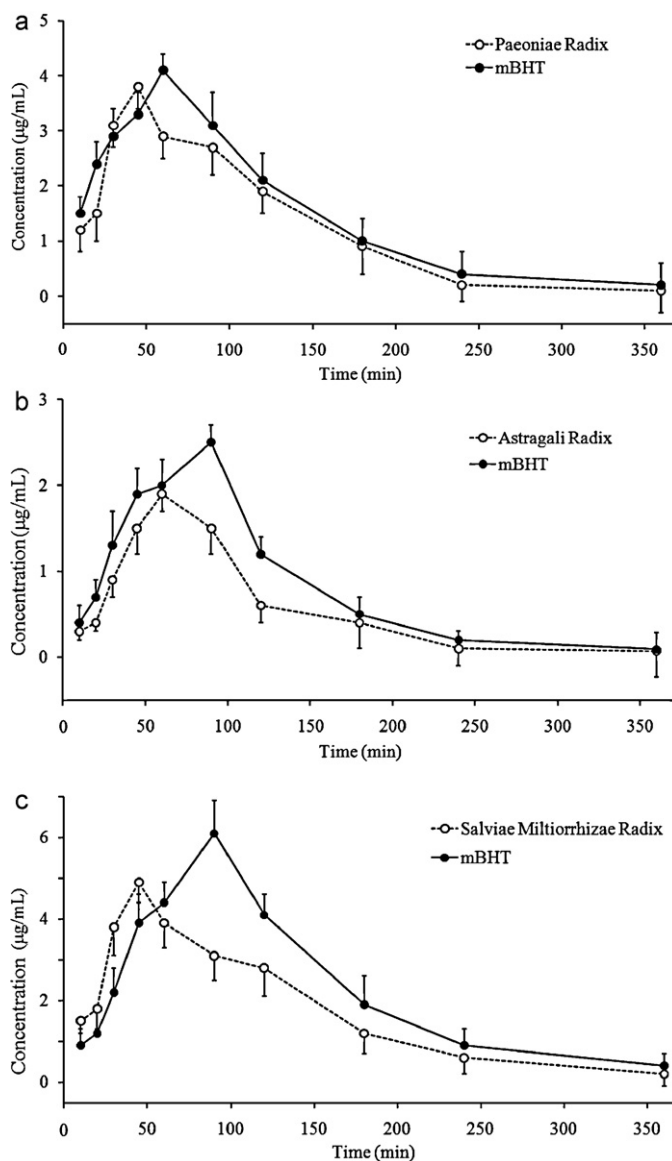 a
5
4
3
2
1
0
Concentration (µg/mL)
Paeoniae Radix
mBHT
0 50 100 150 200 250 300 350
Time (min)
b
3
2
1
0
Concentration (µg/mL)
Astragali Radix
mBHT
0 50 100 150 200 250 300 350
Time (min)
c
6
4
2
0
Concentration (µg/mL)
Salviae Miltiorrhizae Radix
mBHT
0 50 100 150 200 250 300 350
Time (min)